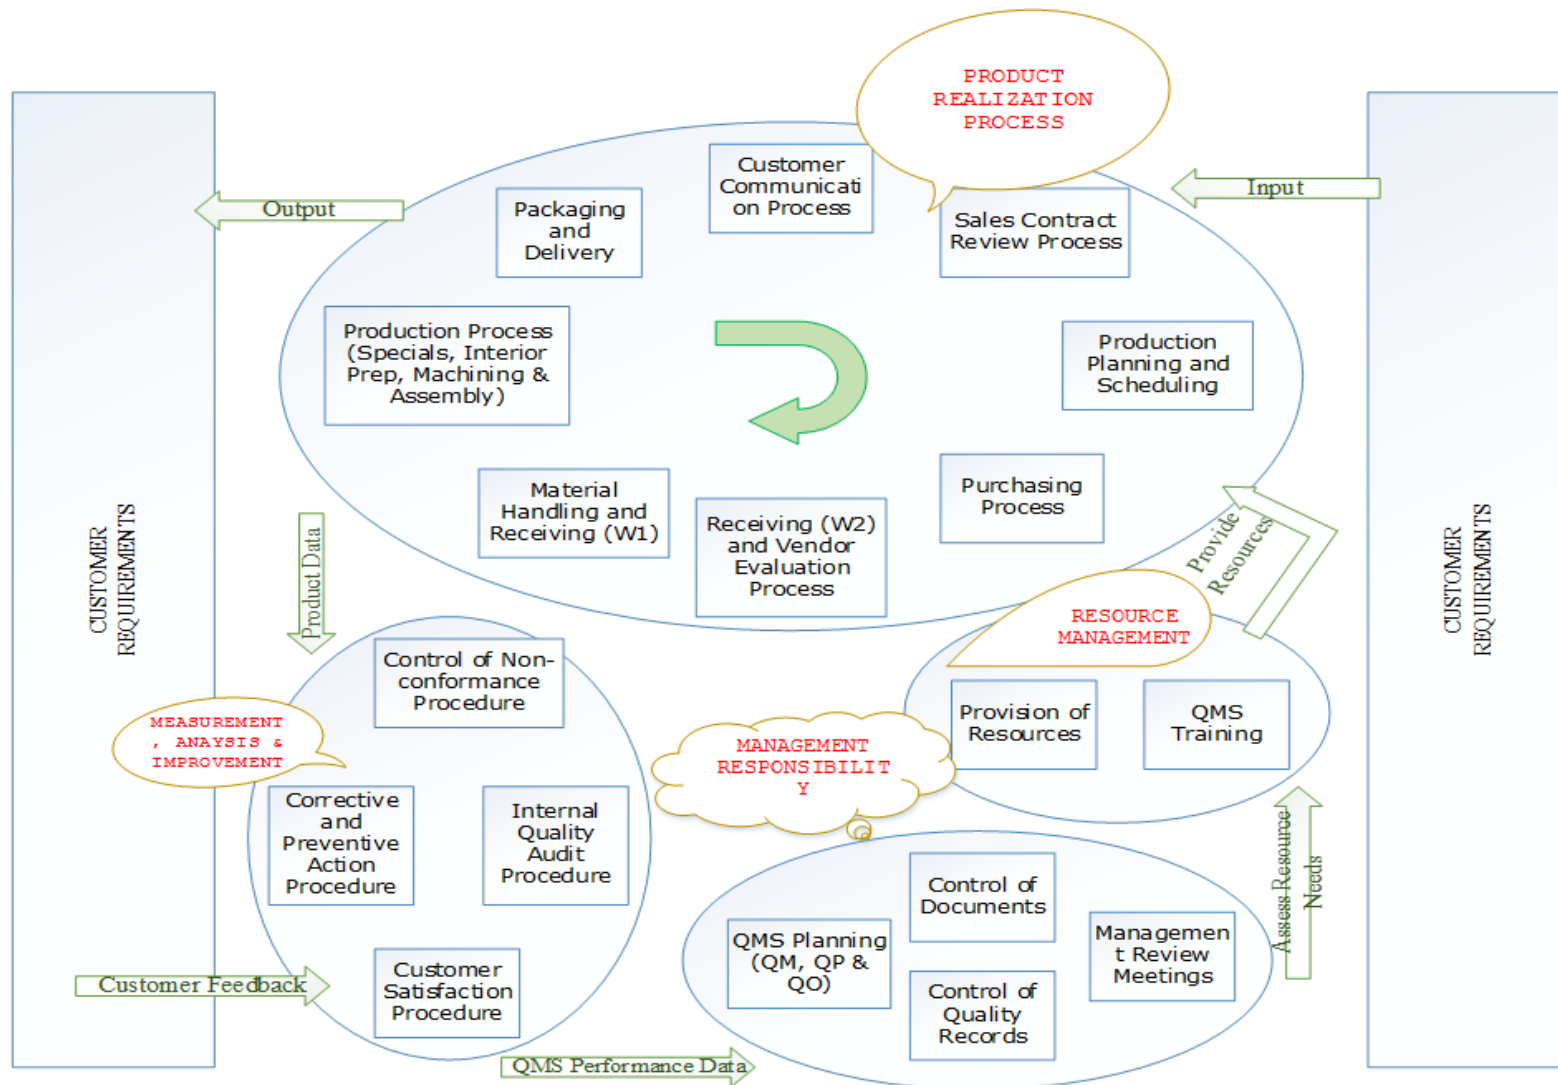 PRODUCT
REALIZATION
PROCESS
Customer
Communicati
on Process
Packaging
and
Delivery
Sales Contract
Review Process
Output
Input
Production Process
(Specials, Interior
Prep, Machining &
Assembly)
Production
Planning and
Scheduling
Material
Handling and
Receiving (W1)
Receiving (W2)
and Vendor
Evaluation
Process
Purchasing
Process
CUSTOMER
REQUIREMENTS
Product Data
Provide
Resources
CUSTOMER
REQUIREMENTS
RESOURCE
MANAGEMENT
Control of Non-
conformance
Procedure
Provision of
Resources
QMS
Training
MEASUREMENT
, ANAYSIS &
IMPROVEMENT
MANAGEMENT
RESPONSIBILIT
Y
Corrective
and
Preventive
Action
Procedure
Internal
Quality
Audit
Procedure
Assess Resource
Needs
Control of
Documents
QMS Planning
(QM, QP &
QO)
Managemen
t Review
Meetings
Control of
Quality
Records
Customer Feedback
Customer
Satisfaction
Procedure
QMS Performance Data